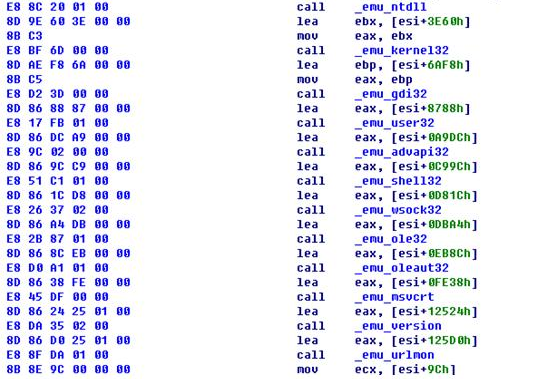 E8 8C 20 01 00 call _emu_ntdll
8D 9E 60 3E 00 00 lea ebx, [esi+3E60h]
8B C3 mov eax, ebx
E8 BF 6D 00 00 call _emu_kernel32
8D AE F8 6A 00 00 lea ebp, [esi+6AF8h]
8B C5 mov eax, ebp
E8 D2 3D 00 00 call _emu_gdi32
8D 86 88 87 00 00 lea eax, [esi+8788h]
E8 17 FB 01 00 call _emu_user32
8D 86 DC A9 00 00 lea eax, [esi+0A9DCh]
E8 9C 02 00 00 call _emu_advapi32
8D 86 9C C9 00 00 lea eax, [esi+0C99Ch]
E8 51 C1 01 00 call _emu_shell32
8D 86 1C D8 00 00 lea eax, [esi+0D81Ch]
E8 26 37 02 00 call _emu_wsock32
8D 86 A4 DB 00 00 lea eax, [esi+0DBA4h]
E8 2B 87 01 00 call _emu_ole32
8D 86 8C EB 00 00 lea eax, [esi+0EB8Ch]
E8 D0 A1 01 00 call _emu_oleaut32
8D 86 38 FE 00 00 lea eax, [esi+0FE38h]
E8 45 DF 00 00 call _emu_msvcrt
8D 86 24 25 01 00 lea eax, [esi+12524h]
E8 DA 35 02 00 call _emu_version
8D 86 D0 25 01 00 lea eax, [esi+125D0h]
E8 8F DA 01 00 call _emu_urlmon
8B 8E 9C 00 00 00 mov ecx, [esi+9Ch]